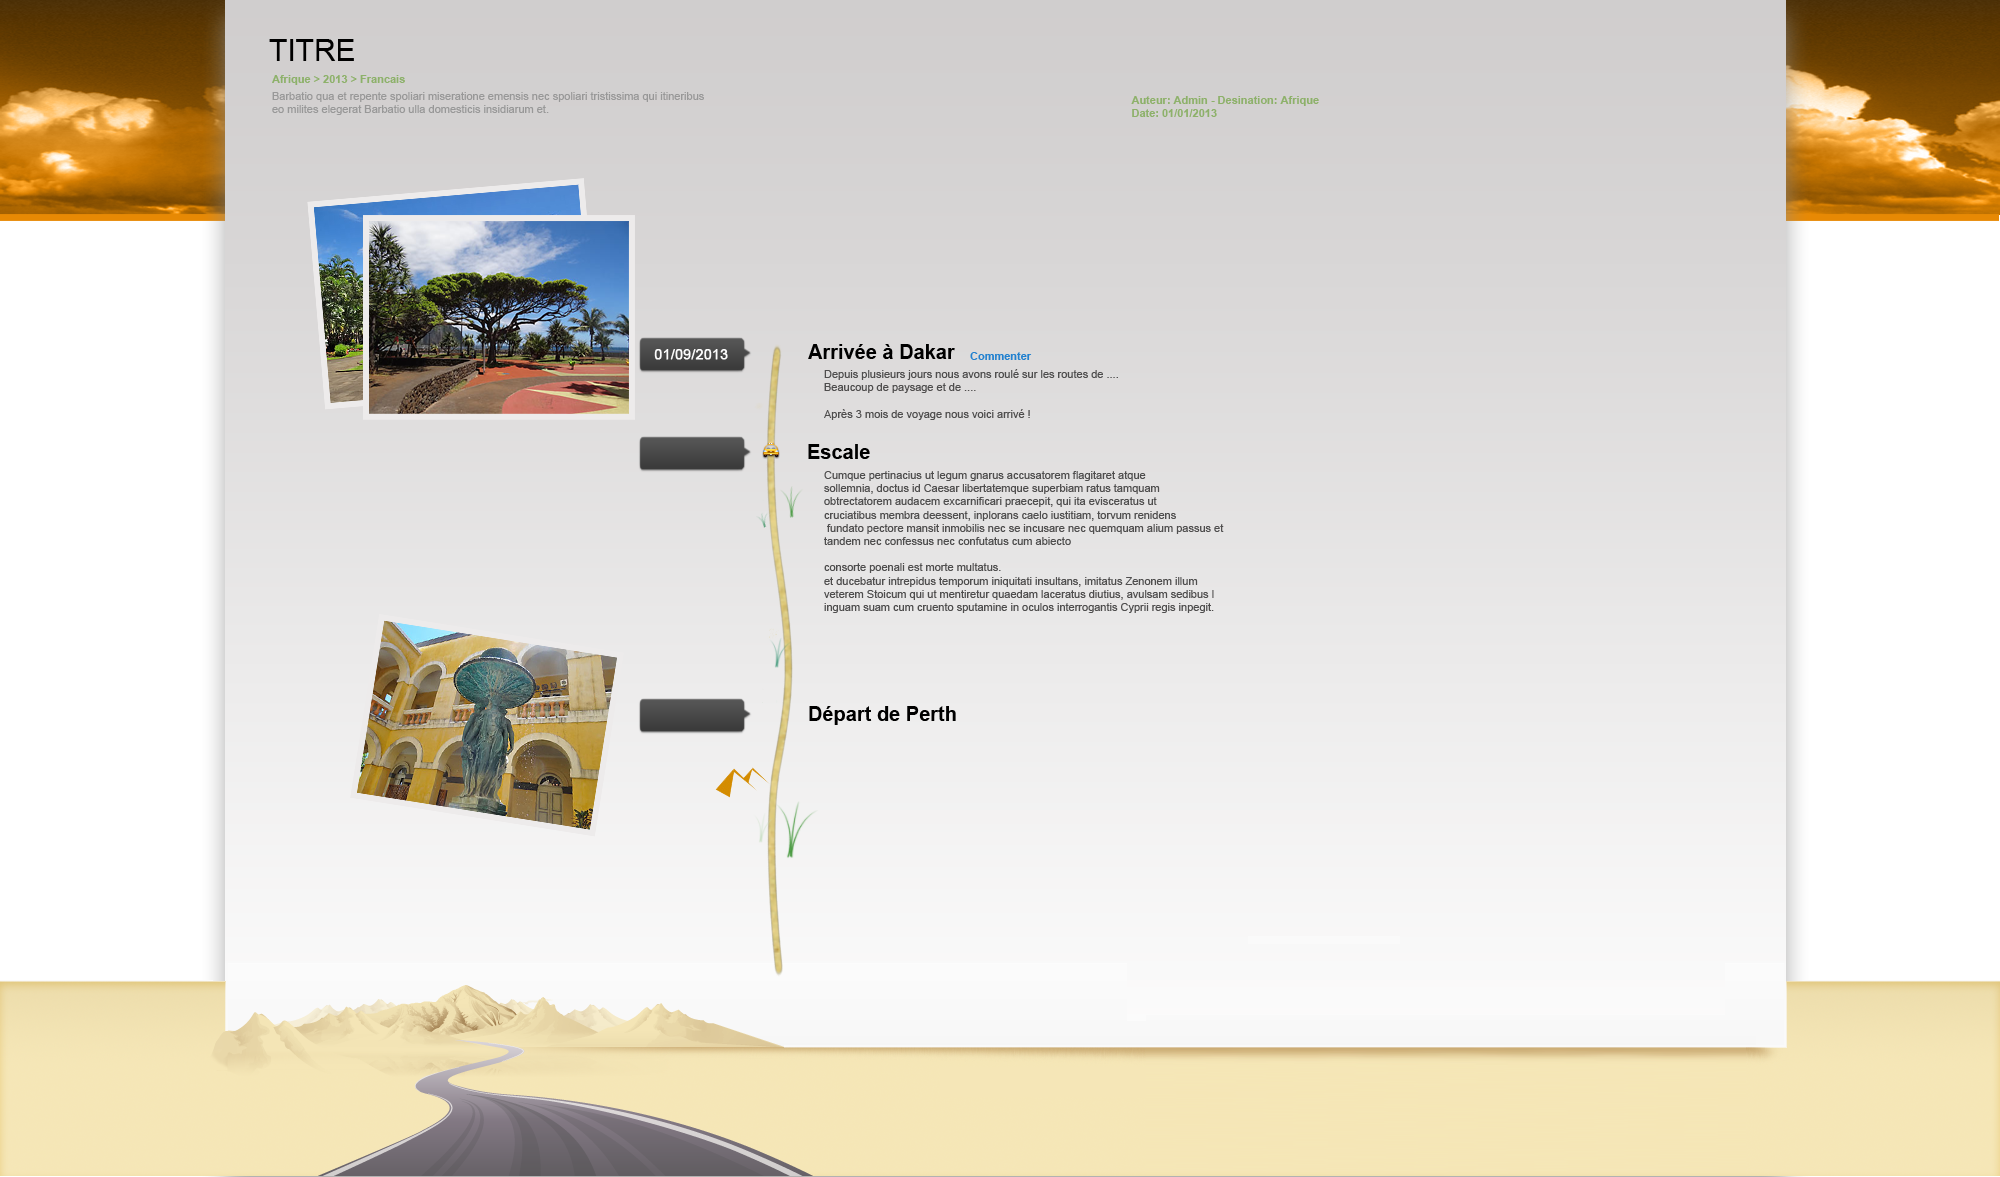 TITRE
Afrique > 2013 > Francais
Barbatio qua et repente spoliari miseratione emensis nec spoliari tristissima qui itineribus
eo milites elegerat Barbatio ulla domesticis insidiarum et.
Auteur: Admin - Desination: Afrique
Date: 01/01/2013
01/09/2013
Arrivée à Dakar Commenter
Depuis plusieurs jours nous avons roulé sur les routes de ....
Beaucoup de paysage et de ....
Après 3 mois de voyage nous voici arrivé !
Escale
Cumque pertinacius ut legum gnarus accusatorem flagitaret atque
sollemnia, doctus id Caesar libertatemque superbiam ratus tamquam
obtrectatorem audacem excarnificari praecepit, qui ita evisceratus ut
cruciatibus membra deessent, inplorans caelo iustitiam, torvum renidens
fundato pectore mansit inmobilis nec se incusare nec quemquam alium passus et
tandem nec confessus nec confutatus cum abiecto
consorte poenali est morte multatus.
et ducebatur intrepidus temporum iniquitati insultans, imitatus Zenonem illum
veterem Stoicum qui ut mentiretur quaedam laceratus diutius, avulsam sedibus l
inguam suam cum cruento sputamine in oculos interrogantis Cyprii regis inpegit.
Départ de Perth